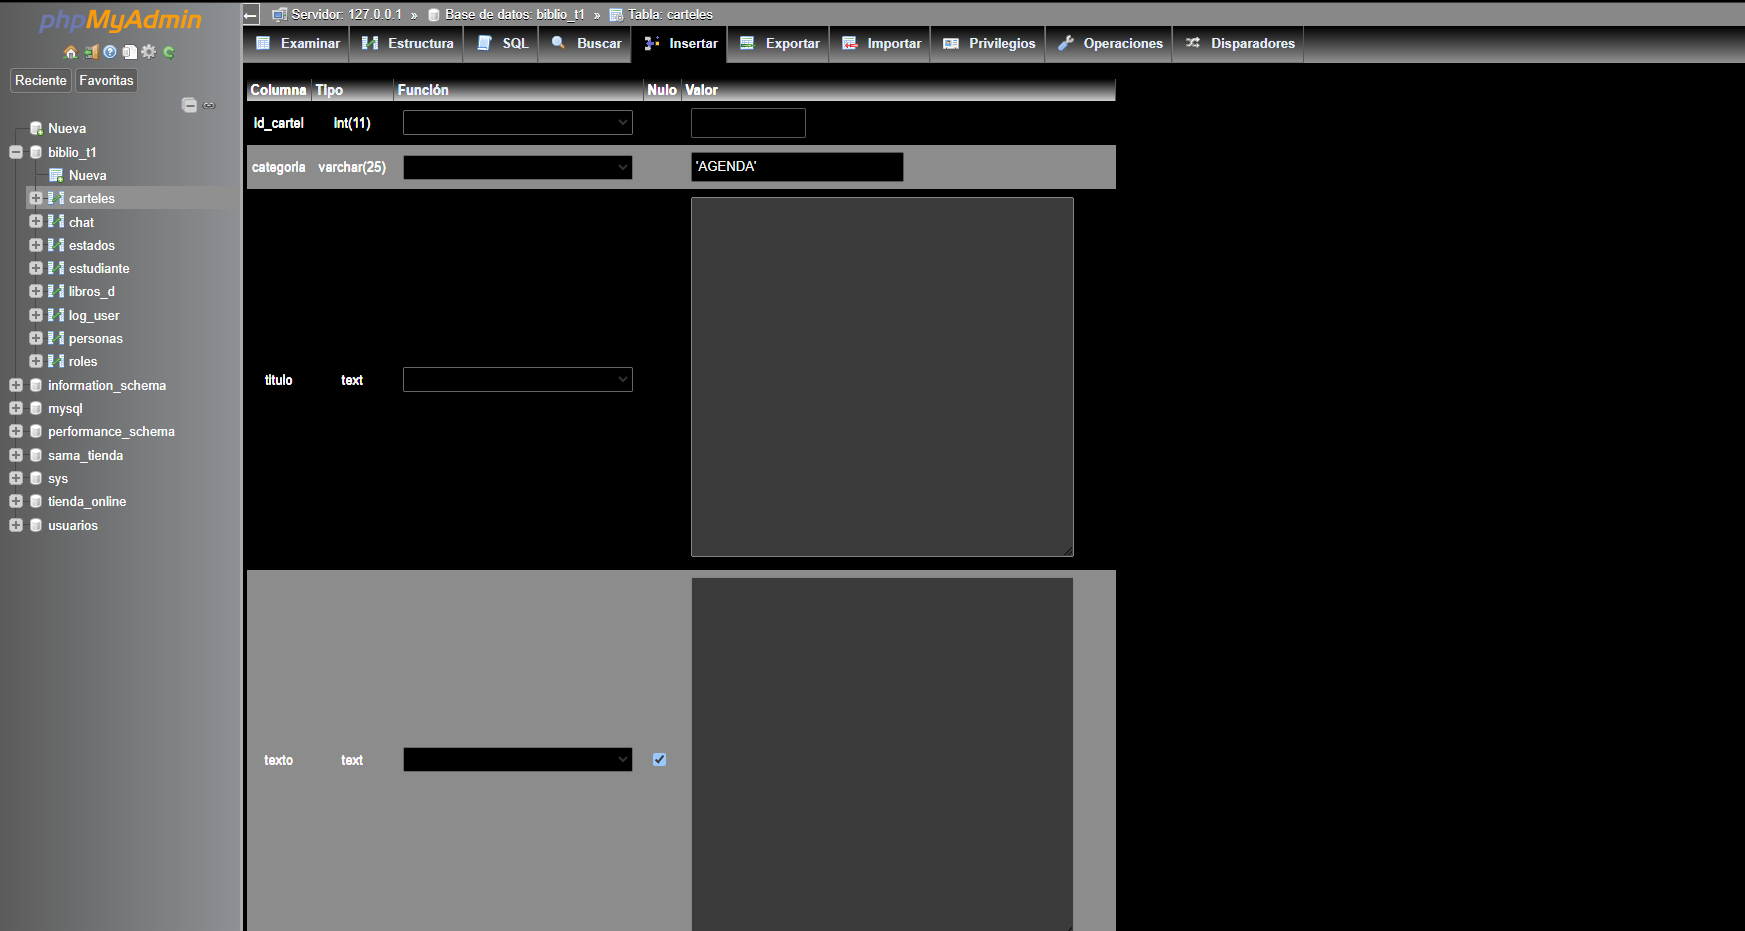 phpMyAdmin
Reciente Favoritas
Nueva
biblio_t1
Nueva
carteles
chat
estados
estudiante
libros_d
log_user
personas
roles
information_schema
mysql
performance_schema
sama_tienda
sys
tienda_online
usuarios
Servidor: 127.0.0.1 » Base de datos: biblio_t1 » Tabla: carteles
Examinar Estructura SQL Buscar Insertar Exportar Importar Privilegios Operaciones Disparadores
Columna Tipo Función Nulo Valor
id_cartel int(11)
categoria varchar(25) 'AGENDA'
titulo text
texto text